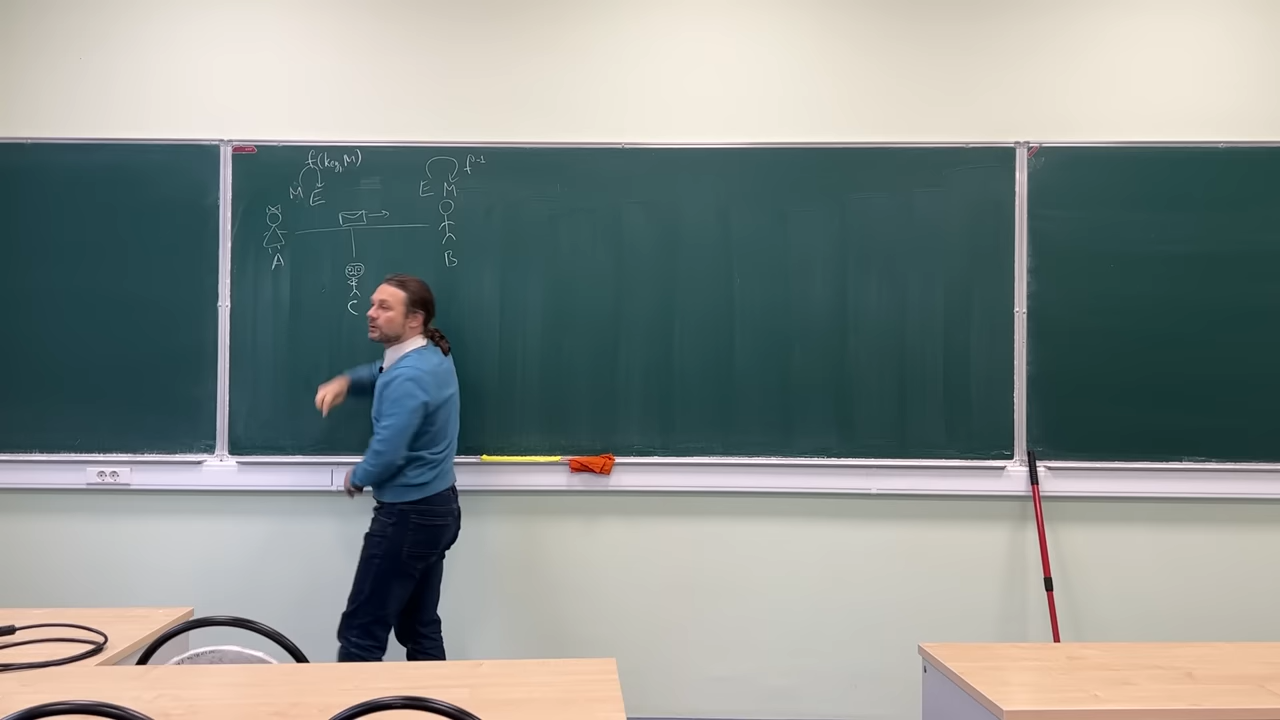 f(key, M)
M E
E M f⁻¹
A
B
C